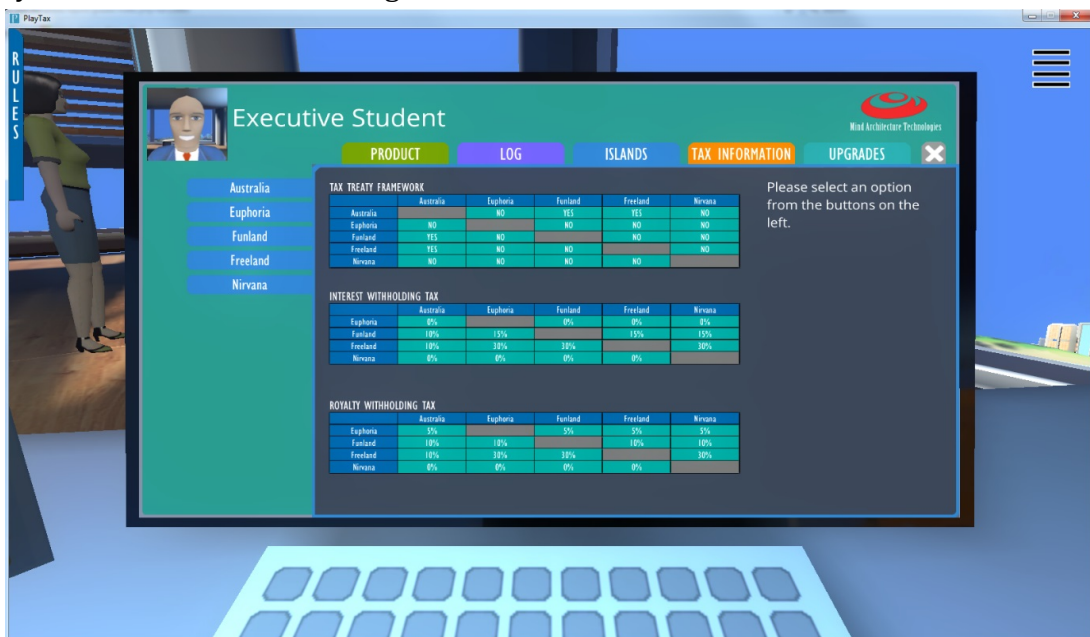 PlayTax
RULES
Executive Student
Mind Architecture Technologies
PRODUCT LOG ISLANDS TAX INFORMATION UPGRADES
Australia
Euphoria
Funland
Freeland
Nirvana
TAX TREATY FRAMEWORK
Australia Euphoria Funland Freeland Nirvana
Australia NO YES YES NO
Euphoria NO NO NO NO
Funland YES NO NO NO
Freeland YES NO NO NO
Nirvana NO NO NO NO
INTEREST WITHHOLDING TAX
Australia Euphoria Funland Freeland Nirvana
Euphoria 0% 0% 0% 0%
Funland 10% 15% 15% 15%
Freeland 10% 30% 30% 30%
Nirvana 0% 0% 0% 0%
ROYALTY WITHHOLDING TAX
Australia Euphoria Funland Freeland Nirvana
Euphoria 5% 5% 5% 5%
Funland 10% 10% 10% 10%
Freeland 10% 30% 30% 30%
Nirvana 0% 0% 0% 0%
Please select an option
from the buttons on the
left.